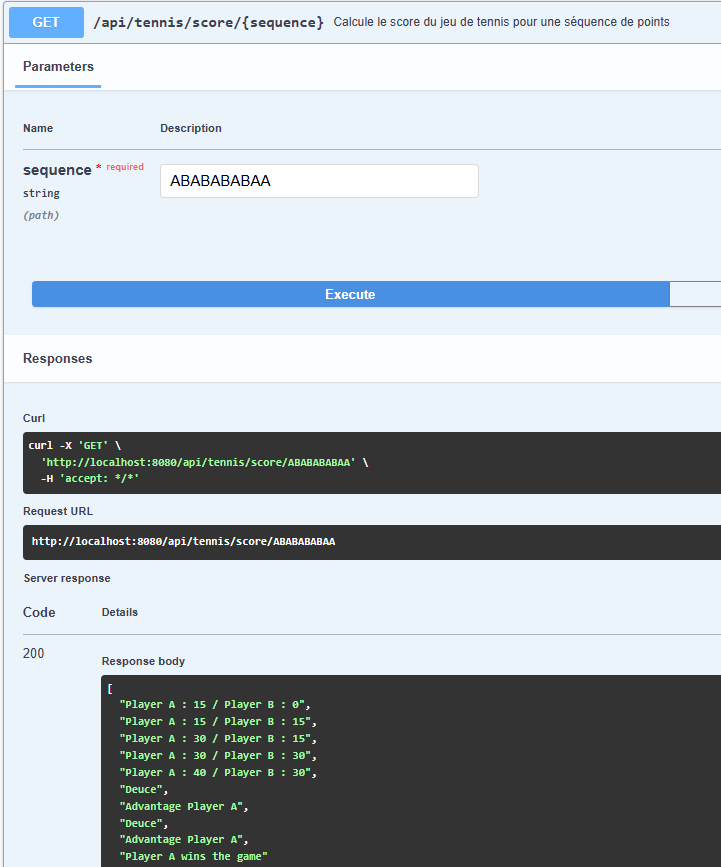 GET /api/tennis/score/{sequence} Calcule le score du jeu de tennis pour une séquence de points
Parameters
Name Description
sequence * required ABABABABAA
string
(path)
Execute
Responses
Curl
curl -X 'GET' \
'http://localhost:8080/api/tennis/score/ABABABABAA' \
-H 'accept: */*'
Request URL
http://localhost:8080/api/tennis/score/ABABABABAA
Server response
Code Details
200
Response body
[
"Player A : 15 / Player B : 0",
"Player A : 15 / Player B : 15",
"Player A : 30 / Player B : 15",
"Player A : 30 / Player B : 30",
"Player A : 40 / Player B : 30",
"Deuce",
"Advantage Player A",
"Deuce",
"Advantage Player A",
"Player A wins the game"